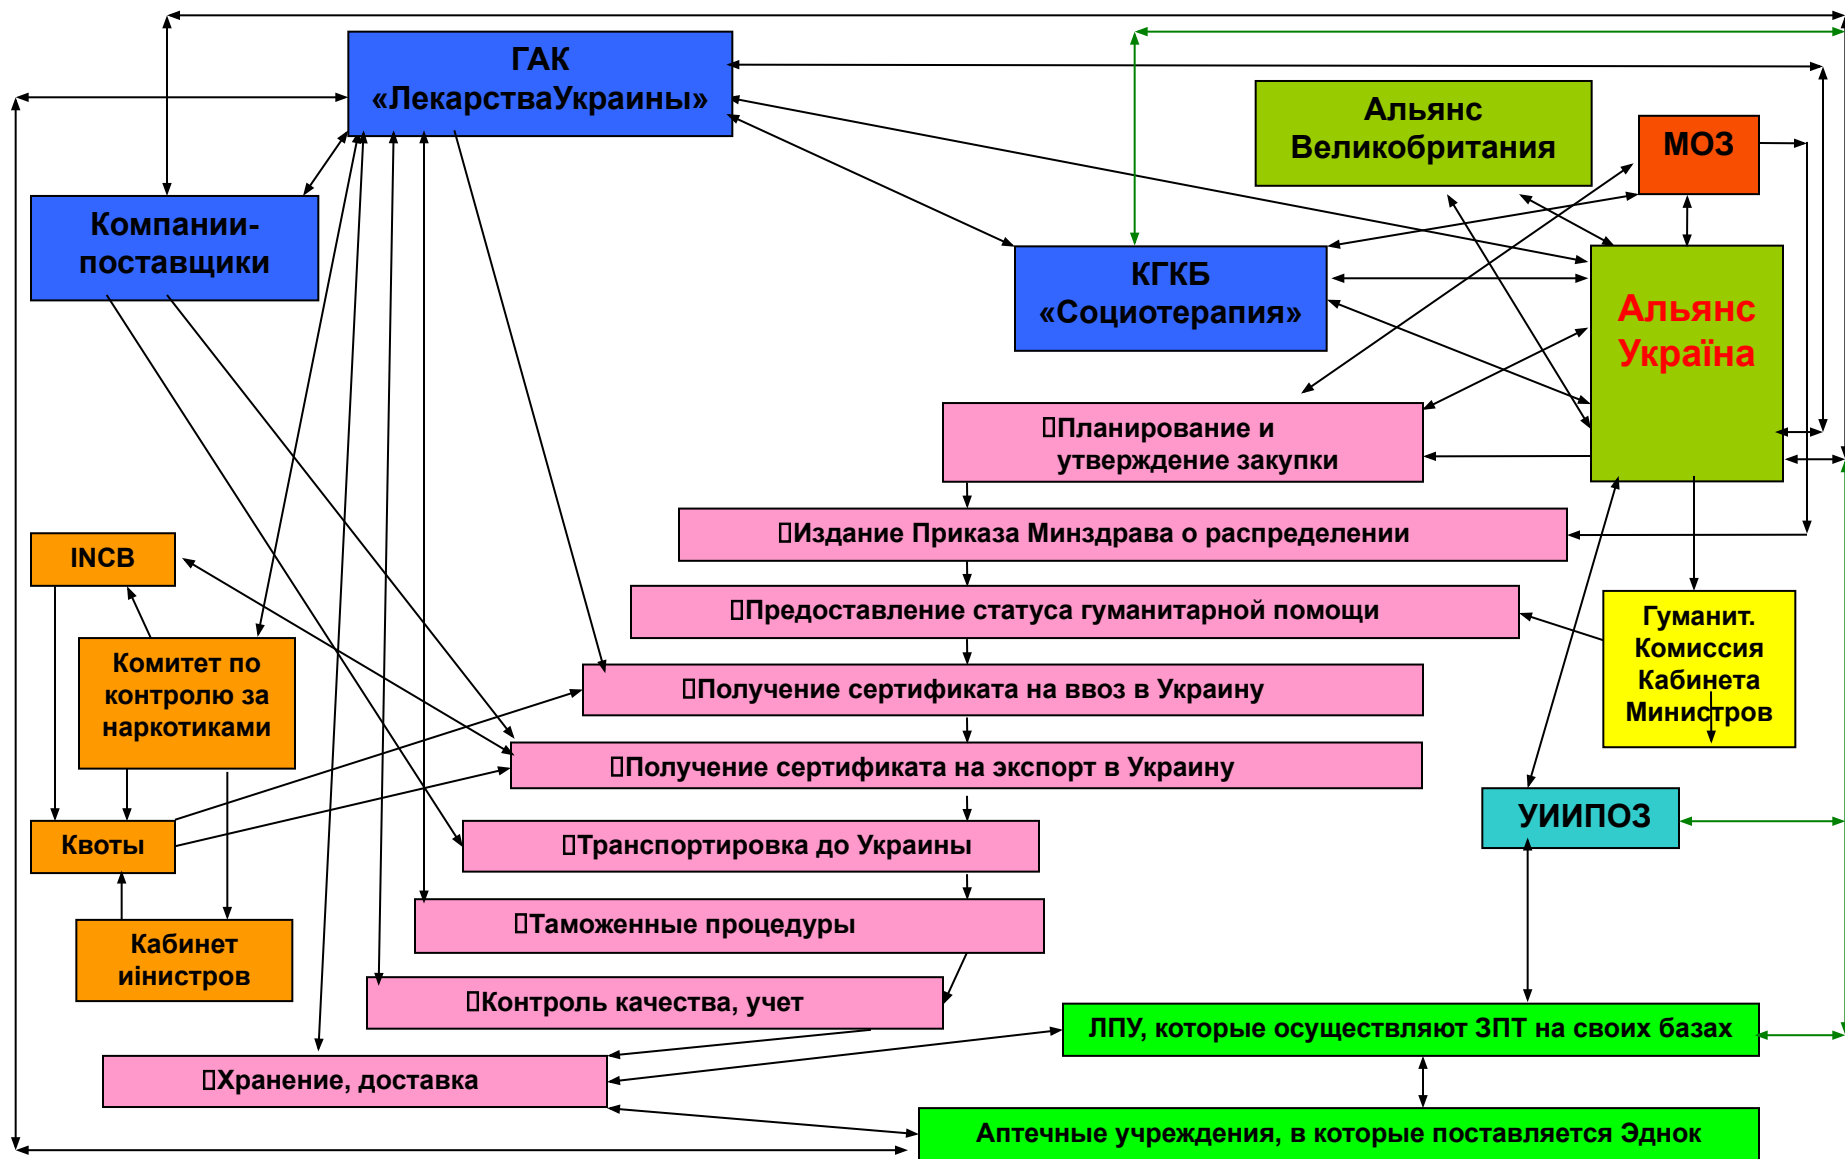 ГАК
«ЛекарстваУкраины»
Альянс
Великобритания
МОЗ
Компании-
поставщики
КГКБ
«Социотерапия»
Альянс
Україна
Планирование и
утверждение закупки
Издание Приказа Минздрава о распределении
INCB
Предоставление статуса гуманитарной помощи
Гуманит.
Комиссия
Кабинета
Министров
Комитет по
контролю за
наркотиками
Получение сертификата на ввоз в Украину
Получение сертификата на экспорт в Украину
УИИПОЗ
Квоты
Транспортировка до Украины
Таможенные процедуры
Кабинет
иінистров
Контроль качества, учет
ЛПУ, которые осуществляют ЗПТ на своих базах
Хранение, доставка
Аптечные учреждения, в которые поставляется Эднок